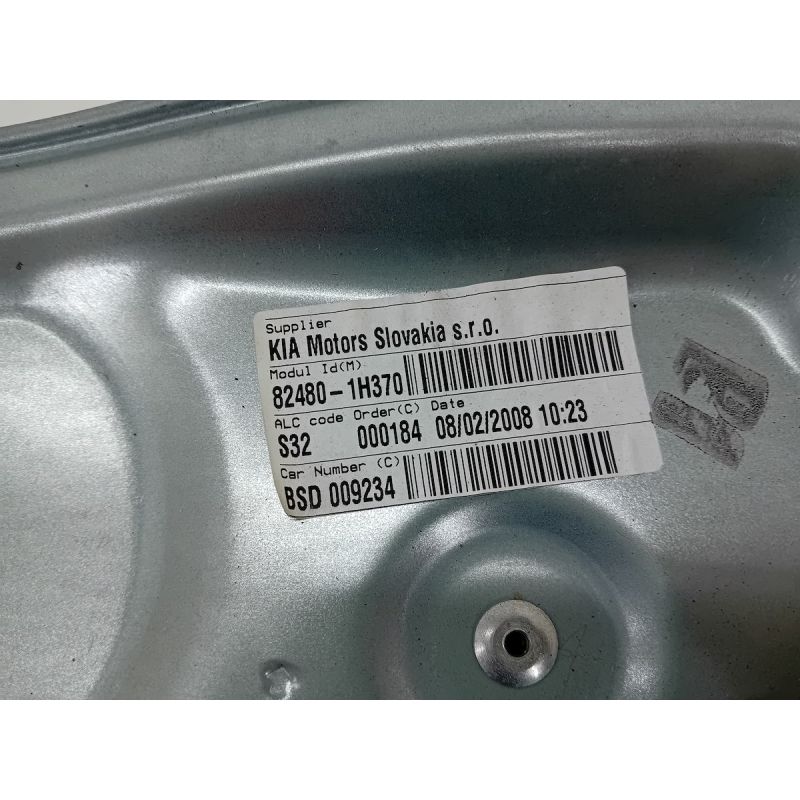 Supplier
KIA Motors Slovakia s.r.o.
Modul Id(M)
82480-1H370
ALC code Order(C) Date
S32 000184 08/02/2008 10:23
Car Number (C)
BSD 009234